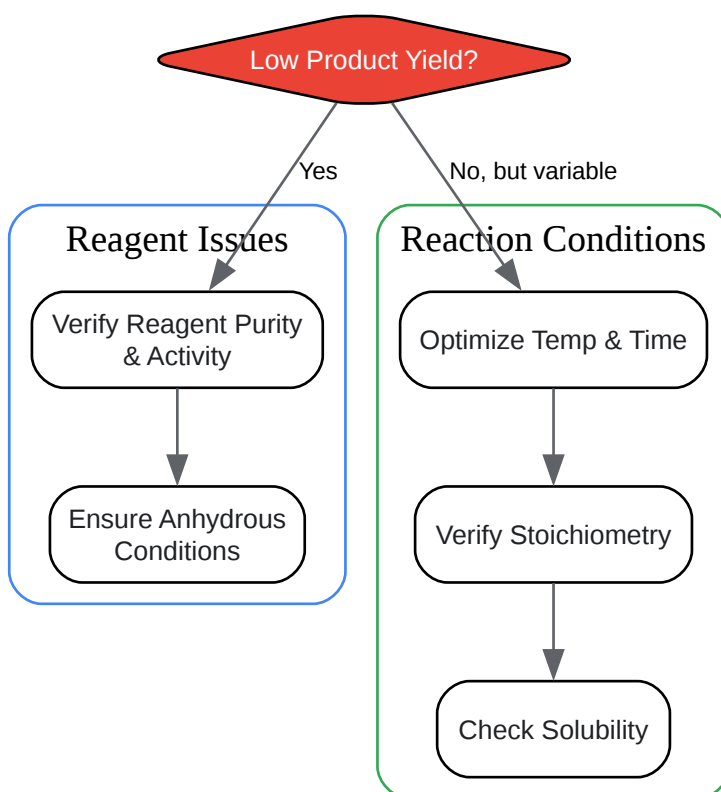 Low Product Yield?
Yes
No, but variable
Reagent Issues
Verify Reagent Purity
& Activity
Ensure Anhydrous
Conditions
Reaction Conditions
Optimize Temp & Time
Verify Stoichiometry
Check Solubility